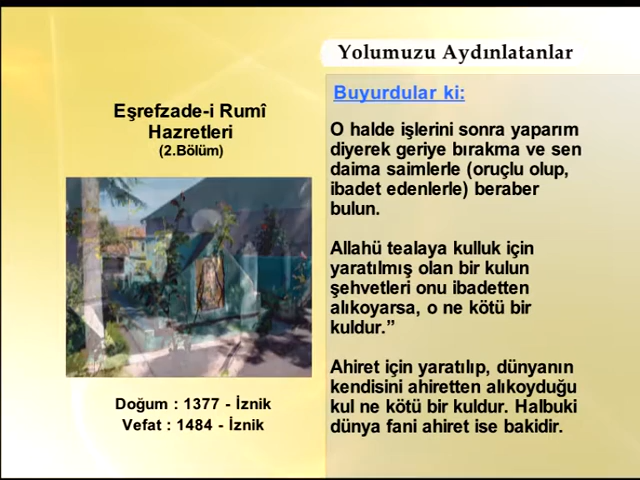 Yolumuzu Aydınlatanlar
Eşrefzade-i Rumî
Hazretleri
(2.Bölüm)
Doğum : 1377 - İznik
Vefat : 1484 - İznik
Buyurdular ki:
O halde işlerini sonra yaparım
diyerek geriye bırakma ve sen
daima saimlerle (oruçlu olup,
ibadet edenlerle) beraber
bulun.
Allahü tealaya kulluk için
yaratılmış olan bir kulun
şehvetleri onu ibadetten
alıkoyarsa, o ne kötü bir
kuldur.”
Ahiret için yaratılıp, dünyanın
kendisini ahiretten alıkoyduğu
kul ne kötü bir kuldur. Halbuki
dünya fani ahiret ise bakidir.